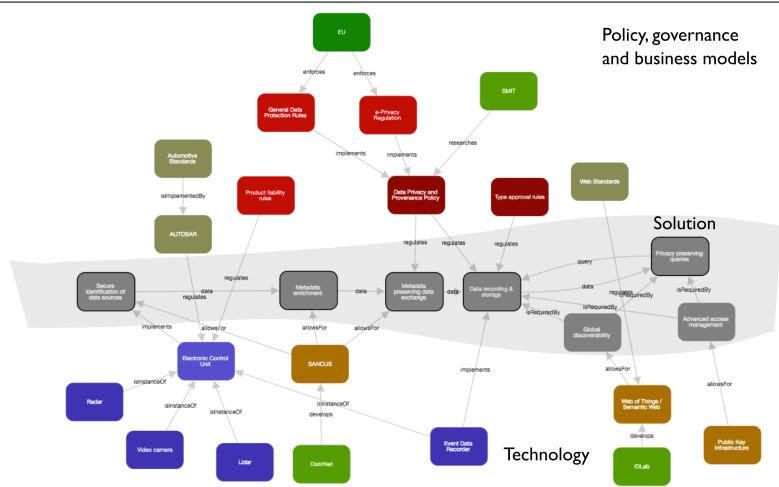 Policy, governance
and business models
EU
enforces
enforces
SMIT
General Data
Protection Rules
e-Privacy
Regulation
researches
implements
implements
Automotive
Standards
Web Standards
isImplementedBy
Product liability
rules
Data Privacy and
Provenance Policy
Type approval rules
AUTOSAR
Solution
regulates
regulates
regulates
Privacy preserving
queries
query
regulates
regulates
Secure
identification of
data sources
data
Metadata
enrichment
data
Metadata
preserving data
exchange
data
Data recording &
storage
data
regulates
isRequiredBy
isRequiredBy
isRequiredBy
isRequiredBy
Global
discoverability
Advanced access
management
implements
allowsFor
allowsFor
allowsFor
Electronic Control
Unit
SANCUS
implements
allowsFor
allowsFor
isInstanceOf
isInstanceOf
isInstanceOf
isInstanceOf
develops
Radar
Web of Things /
Semantic Web
develops
Video camera
Lidar
DistriNet
Event Data
Recorder
Technology
IDLab
Public Key
Infrastructure